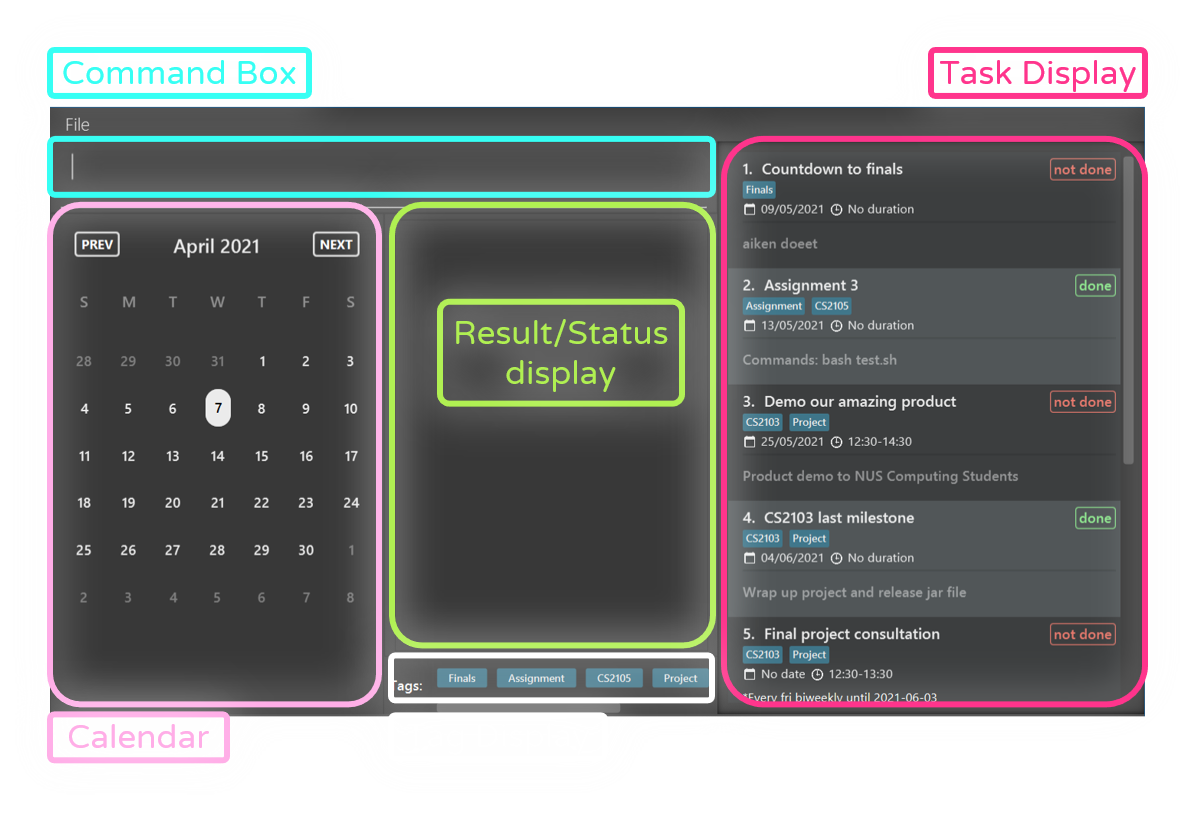 Command Box
Task Display
File
PREV April 2021 NEXT
S M T W T F S
28 29 30 31 1 2 3
4 5 6 7 8 9 10
11 12 13 14 15 16 17
18 19 20 21 22 23 24
25 26 27 28 29 30 1
2 3 4 5 6 7 8
Calendar
Result/Status
display
Tags: Finals Assignment CS2105 Project
1. Countdown to finals not done
Finals
09/05/2021 No duration
aiken doeet
2. Assignment 3 done
Assignment CS2105
13/05/2021 No duration
Commands: bash test.sh
3. Demo our amazing product not done
CS2103 Project
25/05/2021 12:30-14:30
Product demo to NUS Computing Students
4. CS2103 last milestone done
CS2103 Project
04/06/2021 No duration
Wrap up project and release jar file
5. Final project consultation not done
CS2103 Project
No date 12:30-13:30
*Every fri biweekly until 2021-06-03